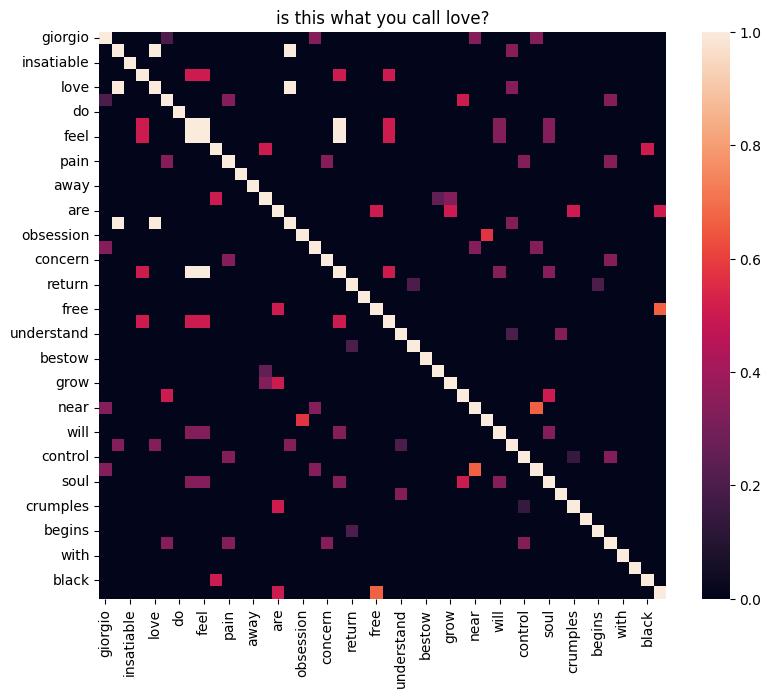 is this what you call love?
giorgio
insatiable
love
do
feel
pain
away
are
obsession
concern
return
free
understand
bestow
grow
near
will
control
soul
crumples
begins
with
black
giorgio
insatiable
love
do
feel
pain
away
are
obsession
concern
return
free
understand
bestow
grow
near
will
control
soul
crumples
begins
with
black
1.0
0.8
0.6
0.4
0.2
0.0